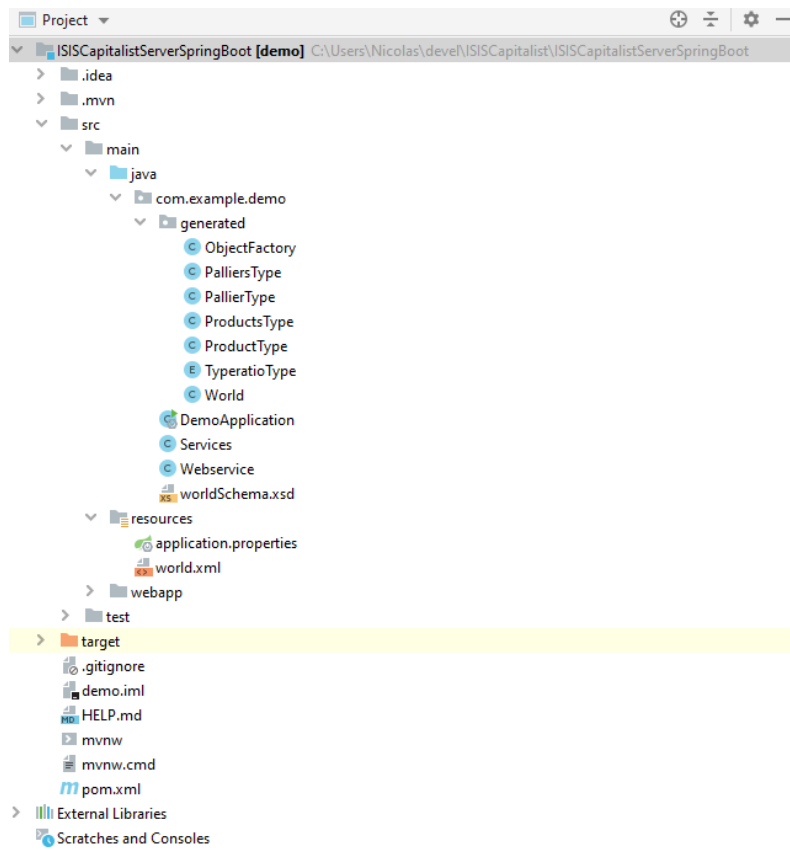 Project
ISISCapitalistServerSpringBoot [demo] C:\Users\Nicolas\devel\ISISCapitalist\ISISCapitalistServerSpringBoot
.idea
.mvn
src
main
java
com.example.demo
generated
C ObjectFactory
C PalliersType
C PallierType
C ProductsType
C ProductType
E TyperatioType
C World
C DemoApplication
C Services
C Webservice
XS worldSchema.xsd
resources
application.properties
<> world.xml
webapp
test
target
.gitignore
demo.iml
MD HELP.md
mvnw
mvnw.cmd
m pom.xml
External Libraries
Scratches and Consoles